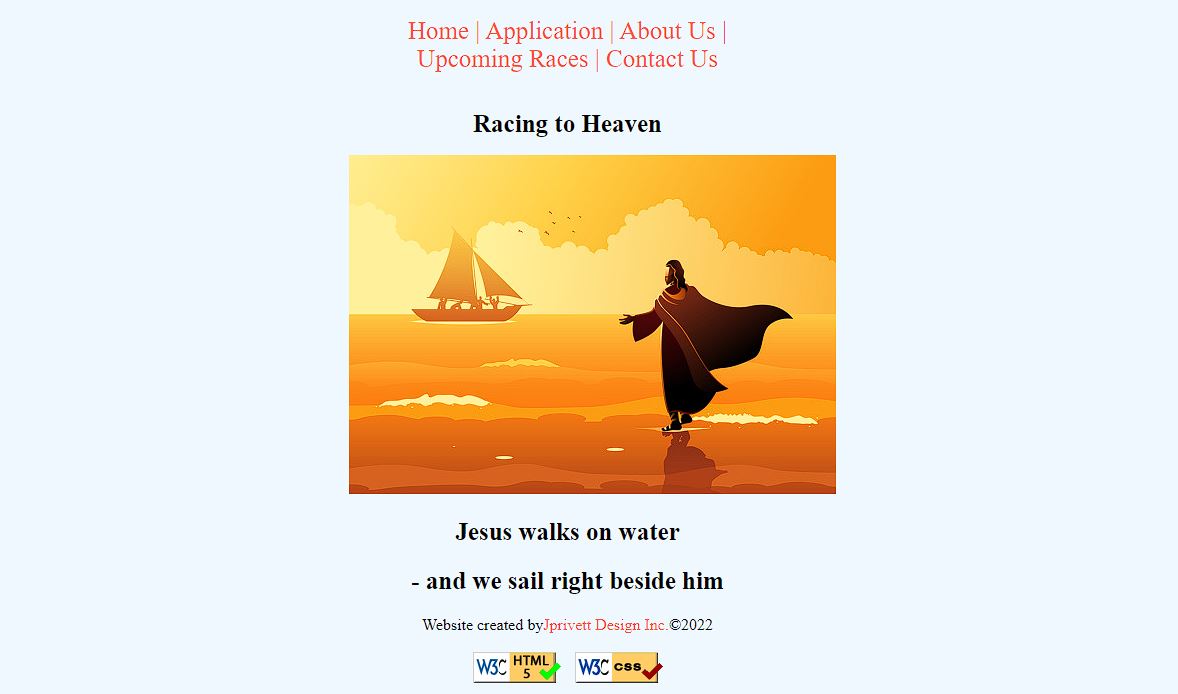 Home | Application | About Us |
Upcoming Races | Contact Us
Racing to Heaven
Jesus walks on water
- and we sail right beside him
Website created byJprivett Design Inc.©2022
W3C HTML 5
W3C css